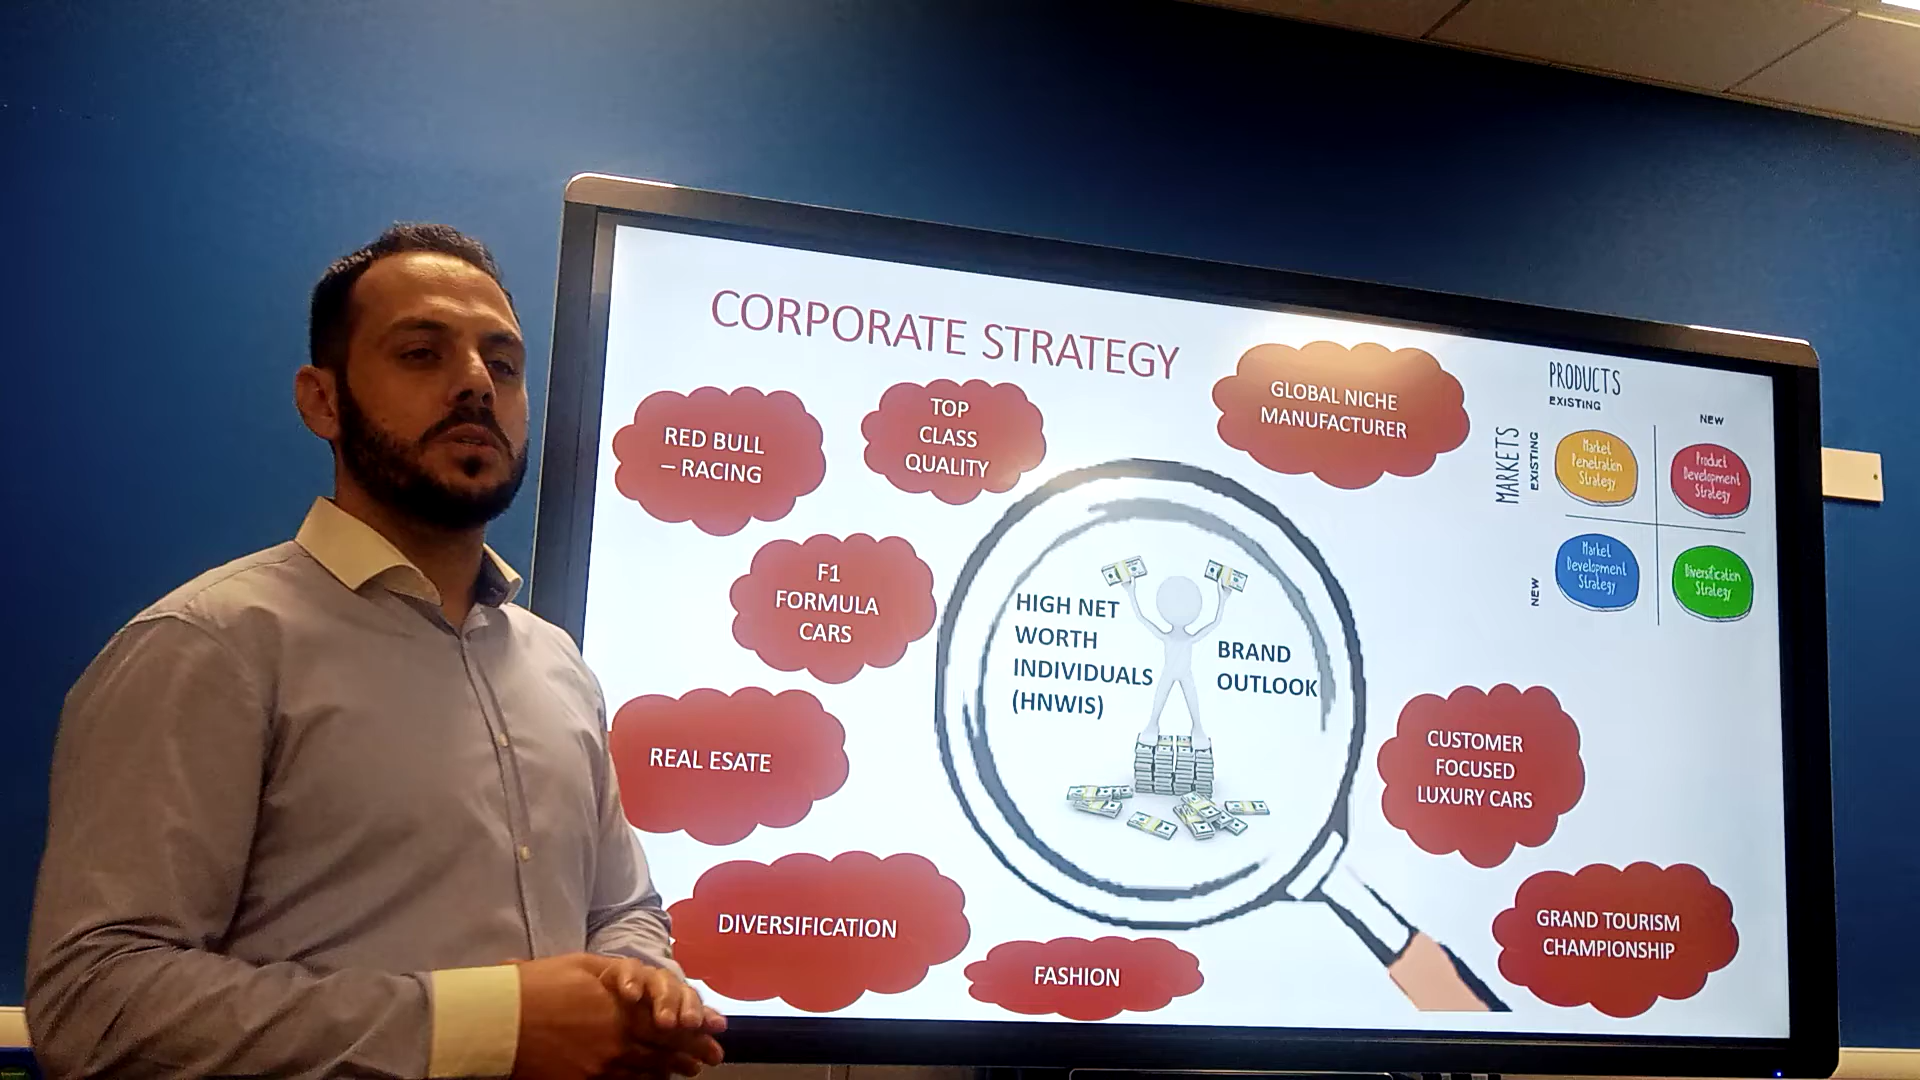 CORPORATE STRATEGY
RED BULL
– RACING
TOP
CLASS
QUALITY
GLOBAL NICHE
MANUFACTURER
PRODUCTS
EXISTING
NEW
MARKETS
EXISTING
NEW
Market
Penetration
Strategy
Product
Development
Strategy
Market
Development
Strategy
Diversification
Strategy
F1
FORMULA
CARS
HIGH NET
WORTH
INDIVIDUALS
(HNWIS)
BRAND
OUTLOOK
REAL ESATE
CUSTOMER
FOCUSED
LUXURY CARS
DIVERSIFICATION
FASHION
GRAND TOURISM
CHAMPIONSHIP